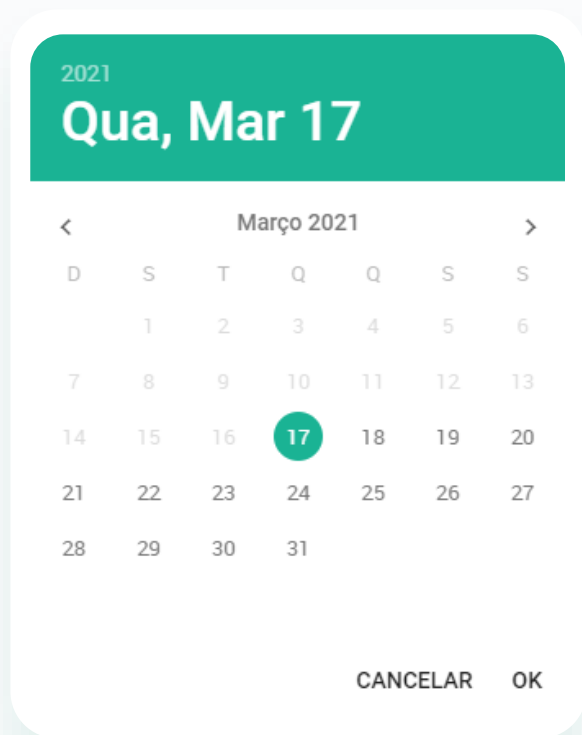 2021
Qua, Mar 17
Março 2021
D S T Q Q S S
1 2 3 4 5 6
7 8 9 10 11 12 13
14 15 16 17 18 19 20
21 22 23 24 25 26 27
28 29 30 31
CANCELAR OK